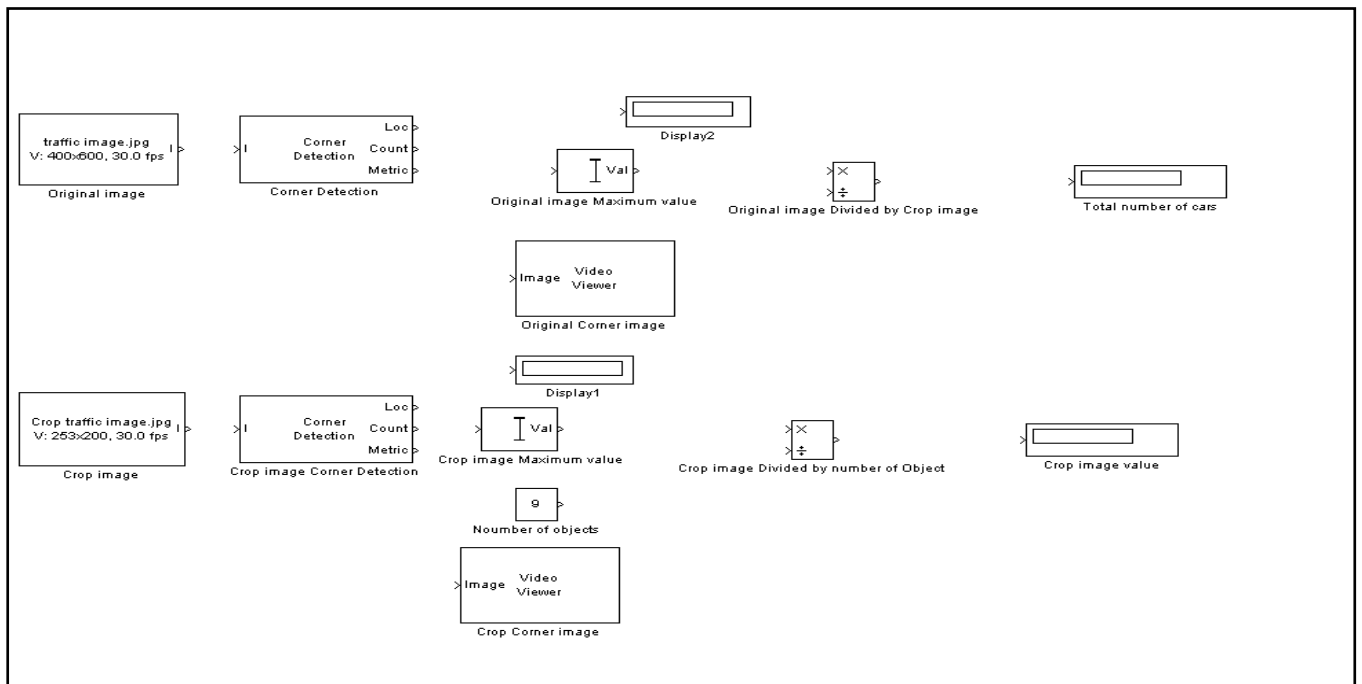 traffic image.jpg
V: 400x600, 30.0 fps
I
Original image
I
Corner
Detection
Loc
Count
Metric
Corner Detection
Display2
Val
Original image Maximum value
×
÷
Original image Divided by Crop image
Total number of cars
Image
Video
Viewer
Original Corner image
Display1
Crop traffic image.jpg
V: 253x200, 30.0 fps
I
Crop image
I
Corner
Detection
Loc
Count
Metric
Crop image Corner Detection
Val
Crop image Maximum value
×
÷
Crop image Divided by number of Object
Crop image value
9
Noumber of objects
Image
Video
Viewer
Crop Corner image